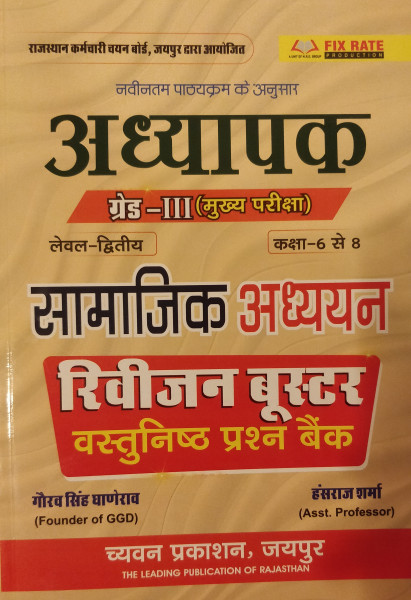 राजस्थान कर्मचारी चयन बोर्ड, जयपुर द्वारा आयोजित
FIX RATE
PRODUCTION
नवीनतम पाठ्यक्रम के अनुसार
अध्यापक
ग्रेड -III (मुख्य परीक्षा)
लेवल-द्वितीय
कक्षा-6 से 8
सामाजिक अध्ययन
रिवीजन बूस्टर
वस्तुनिष्ठ प्रश्न बैंक
गौरव सिंह घाणेराव
(Founder of GGD)
हंसराज शर्मा
(Asst. Professor)
च्यवन प्रकाशन, जयपुर
THE LEADING PUBLICATION OF RAJASTHAN